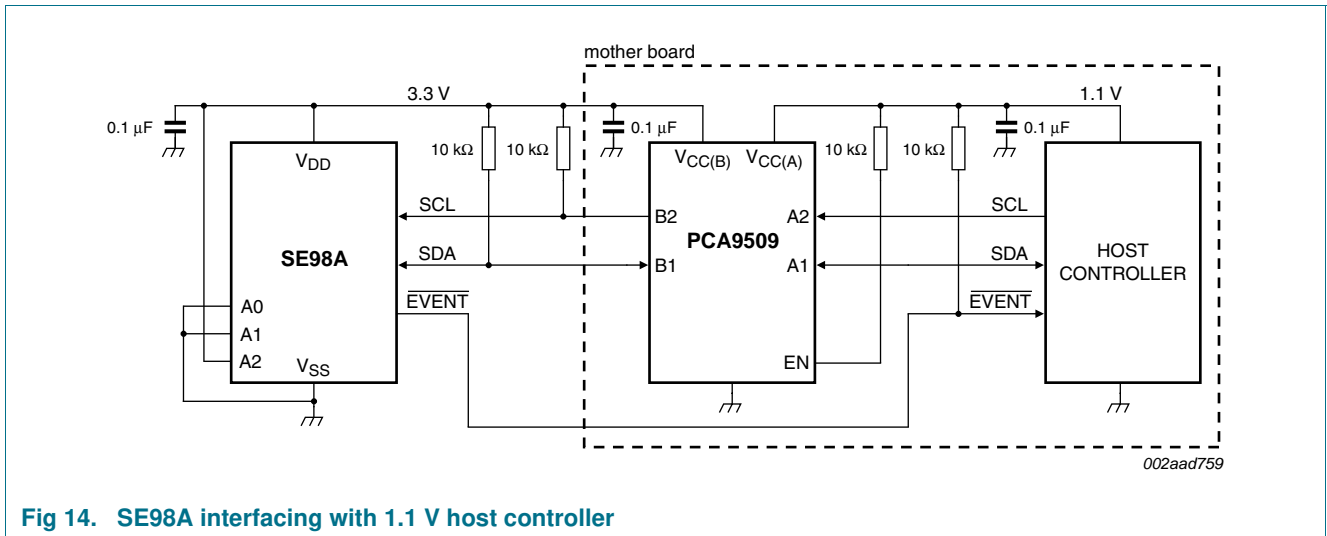 mother board
3.3 V
1.1 V
0.1 μF
10 kΩ
10 kΩ
0.1 μF
10 kΩ
10 kΩ
0.1 μF
VDD
VCC(B)
VCC(A)
SCL
B2
A2
SCL
SE98A
PCA9509
HOST
CONTROLLER
SDA
B1
A1
SDA
EVENT
EVENT
A0
A1
A2
VSS
EN
002aad759
Fig 14. SE98A interfacing with 1.1 V host controller